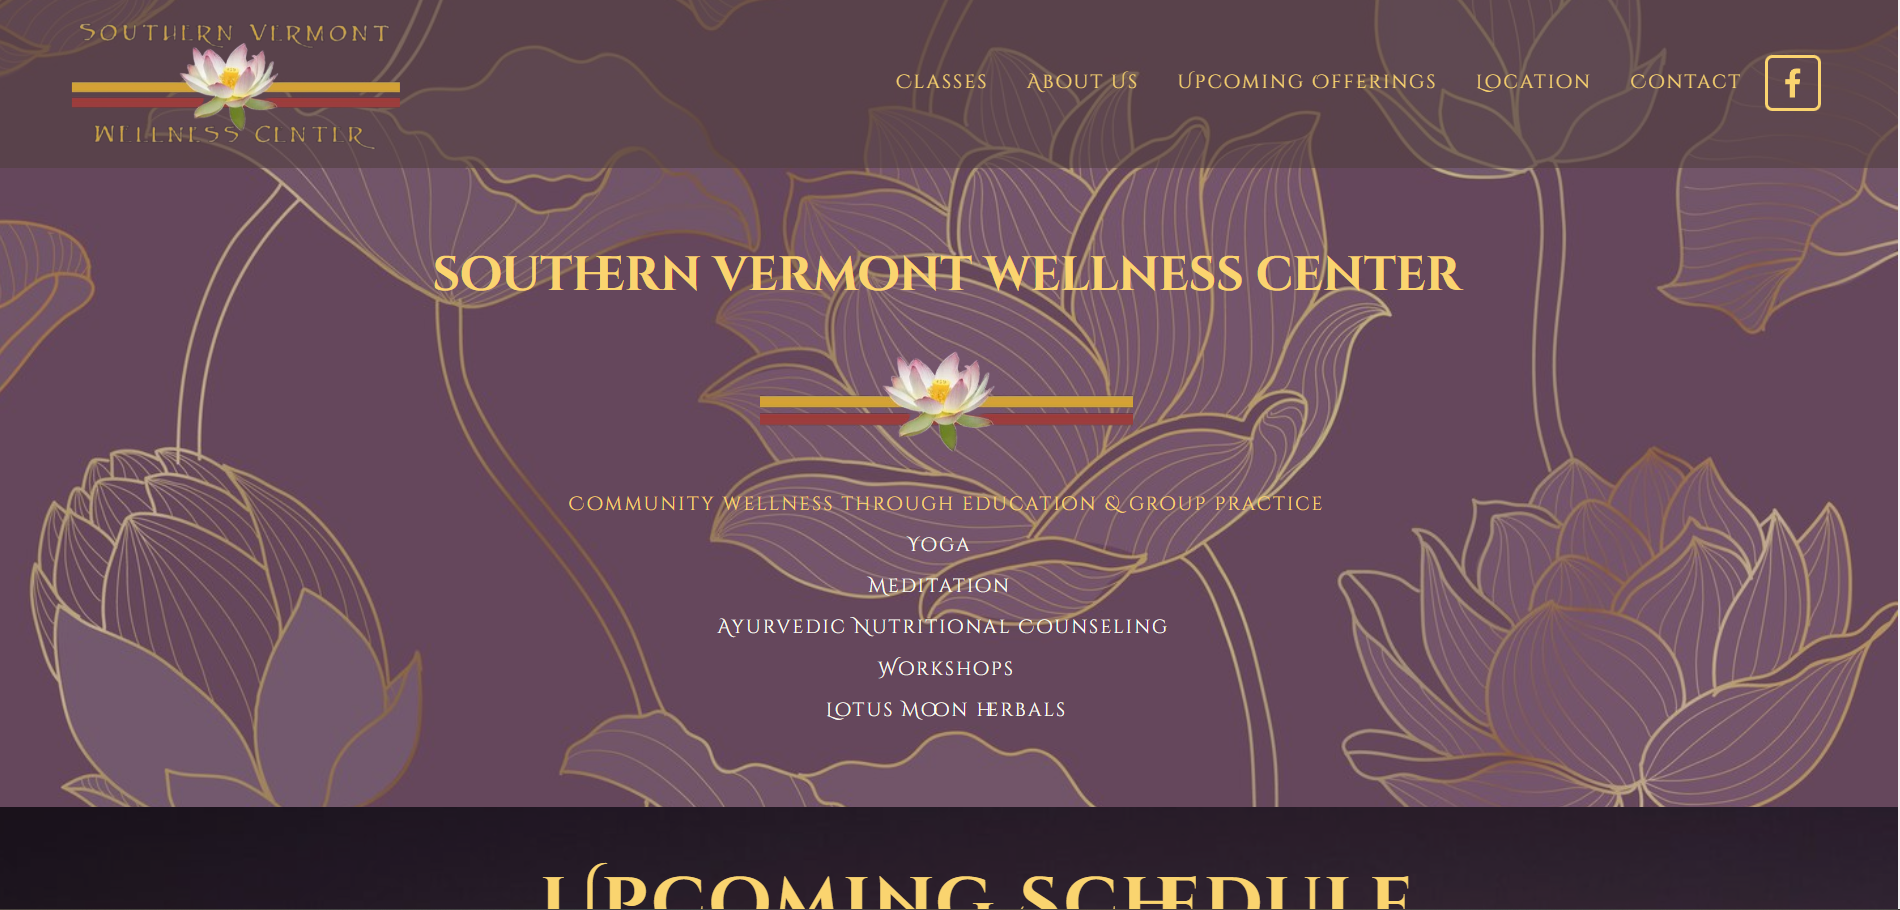 SOUTHERN VERMONT
WELLNESS CENTER
CLASSES ABOUT US UPCOMING OFFERINGS LOCATION CONTACT f
SOUTHERN VERMONT WELLNESS CENTER
COMMUNITY WELLNESS THROUGH EDUCATION & GROUP PRACTICE
YOGA
MEDITATION
AYURVEDIC NUTRITIONAL COUNSELING
WORKSHOPS
LOTUS MOON HERBALS
UPCOMING SCHEDULE